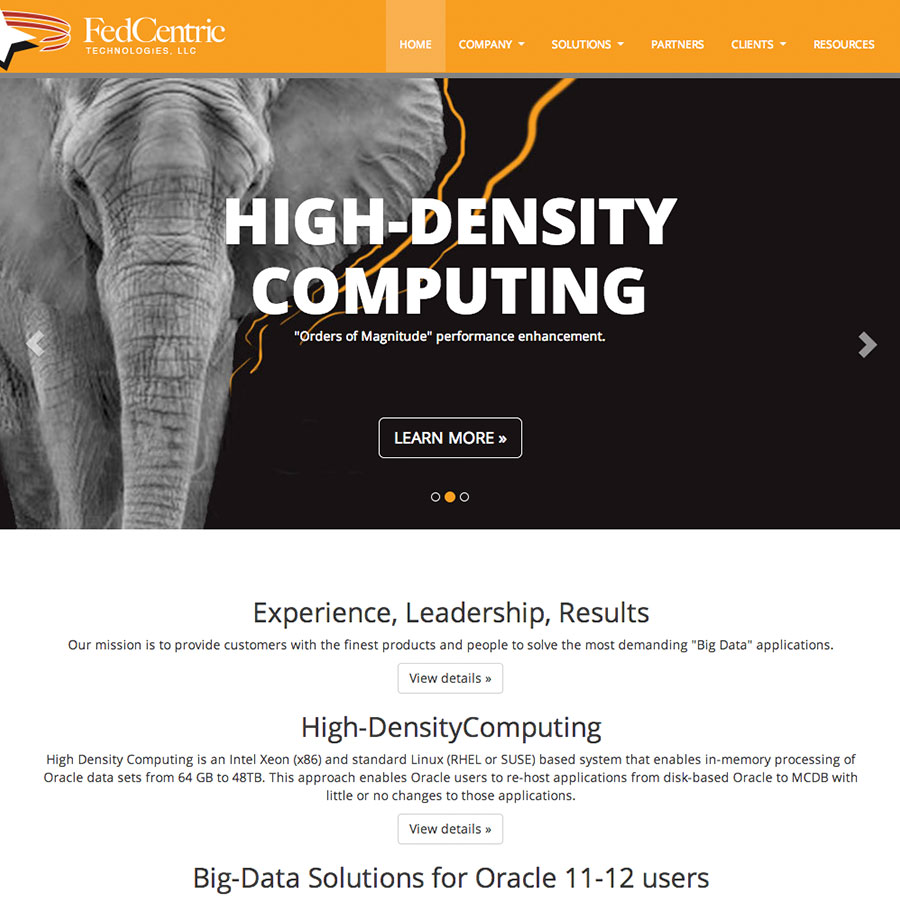 FedCentric
TECHNOLOGIES, LLC
HOME COMPANY SOLUTIONS PARTNERS CLIENTS RESOURCES
HIGH-DENSITY
COMPUTING
"Orders of Magnitude" performance enhancement.
LEARN MORE »
Experience, Leadership, Results
Our mission is to provide customers with the finest products and people to solve the most demanding "Big Data" applications.
View details »
High-DensityComputing
High Density Computing is an Intel Xeon (x86) and standard Linux (RHEL or SUSE) based system that enables in-memory processing of
Oracle data sets from 64 GB to 48TB. This approach enables Oracle users to re-host applications from disk-based Oracle to MCDB with
little or no changes to those applications.
View details »
Big-Data Solutions for Oracle 11-12 users